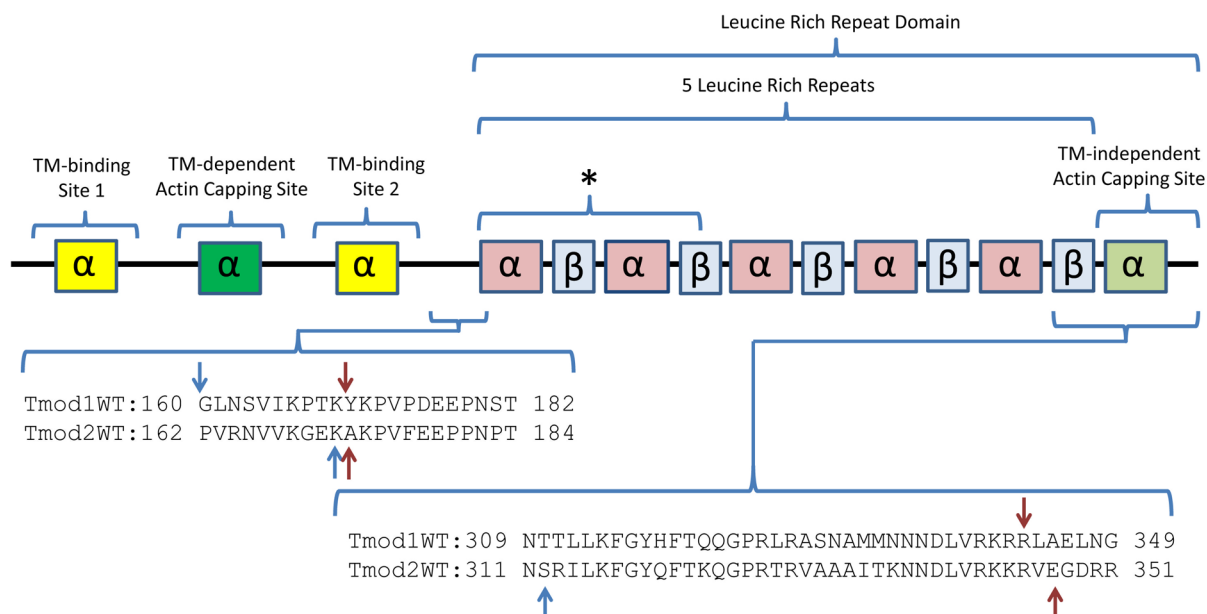 Leucine Rich Repeat Domain
5 Leucine Rich Repeats
TM-binding
Site 1
TM-dependent
Actin Capping Site
TM-binding
Site 2
*
TM-independent
Actin Capping Site
α α α α β α β α β α β α β α
Tmod1WT:160 GLNSVIKPTKYKPVPDEEPNST 182
Tmod2WT:162 PVRNVVKGEKAKPVFEEPPNPT 184
Tmod1WT:309 NTTLLKFGYHFTQQGPRLRASNAMMNNNDLVRKRRLAELNG 349
Tmod2WT:311 NSRILKFGYQFTKQGPRTRVAAAITKNNDLVRKKRVEGDRR 351